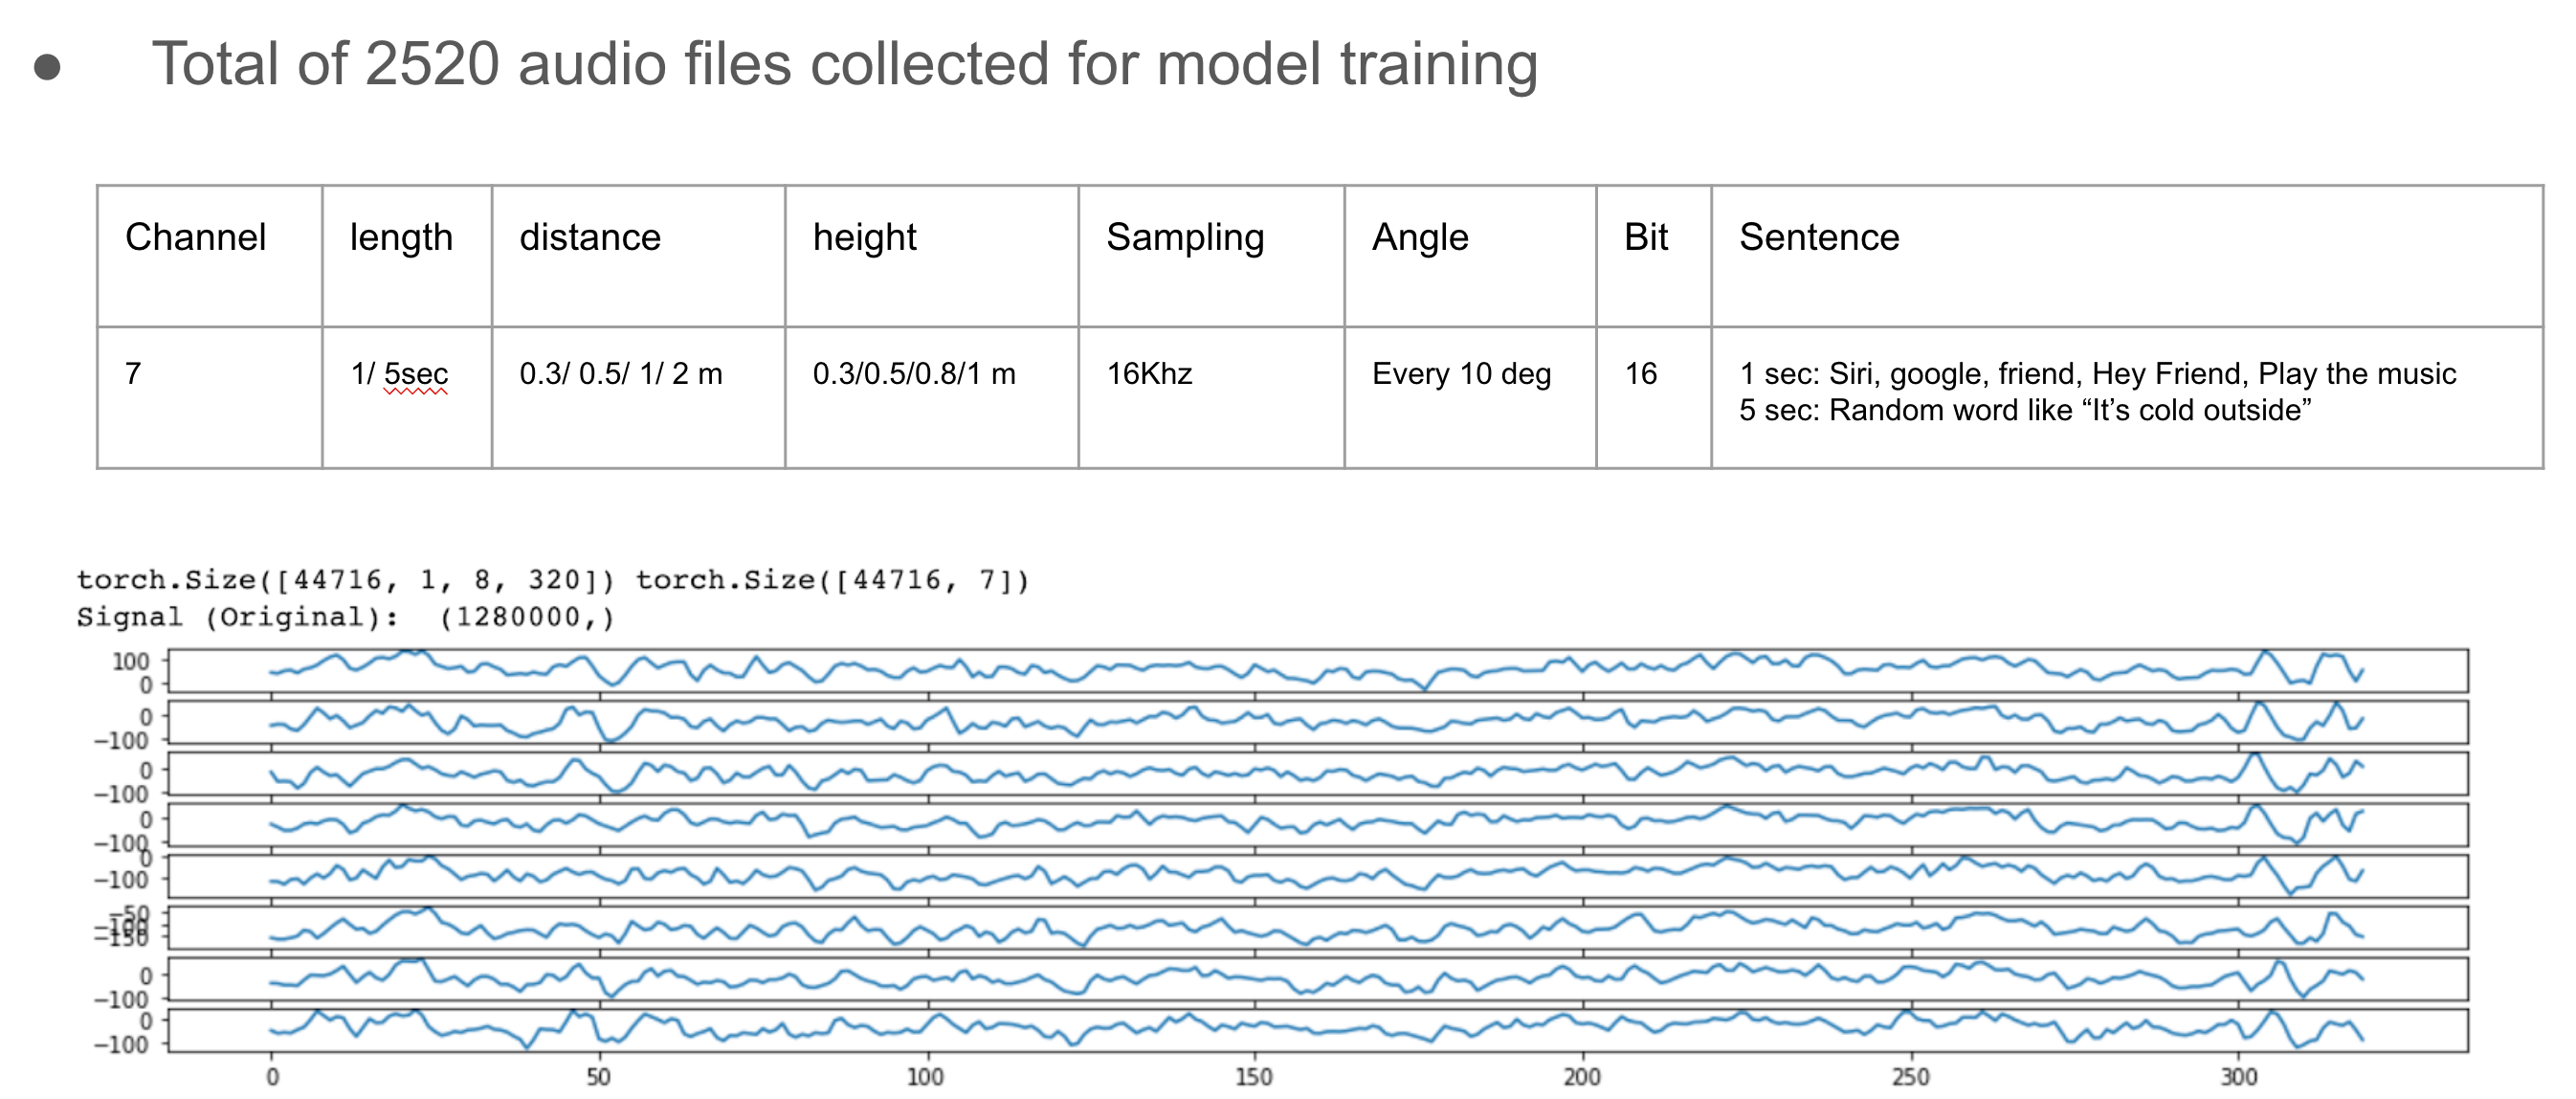 ● Total of 2520 audio files collected for model training
Channel length distance height Sampling Angle Bit Sentence
7 1/ 5sec 0.3/ 0.5/ 1/ 2 m 0.3/0.5/0.8/1 m 16Khz Every 10 deg 16 1 sec: Siri, google, friend, Hey Friend, Play the music
5 sec: Random word like “It’s cold outside”
torch.Size([44716, 1, 8, 320]) torch.Size([44716, 7])
Signal (Original): (1280000,)
100
0
0
−100
0
−100
0
−100
0
−100
−50
−100
−150
0
−100
0
−100
0 50 100 150 200 250 300